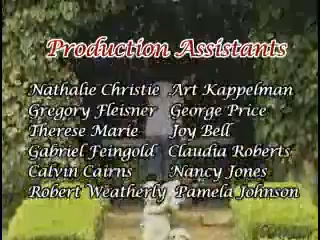 Production Assistants
Nathalie Christie Art Kappelman
Gregory Fleisner George Price
Therese Marie Joy Bell
Gabriel Feingold Claudia Roberts
Calvin Cairns Nancy Jones
Robert Weatherly Pamela Johnson